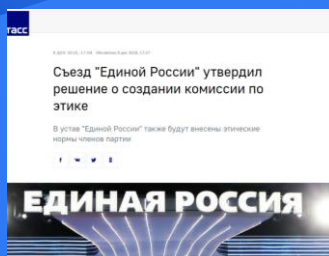 тасс
Съезд "Единой России" утвердил
решение о создании комиссии по
этике
В устав "Единой России" также будут внесены этические
нормы членов партии
ЕДИНАЯ РОССИЯ